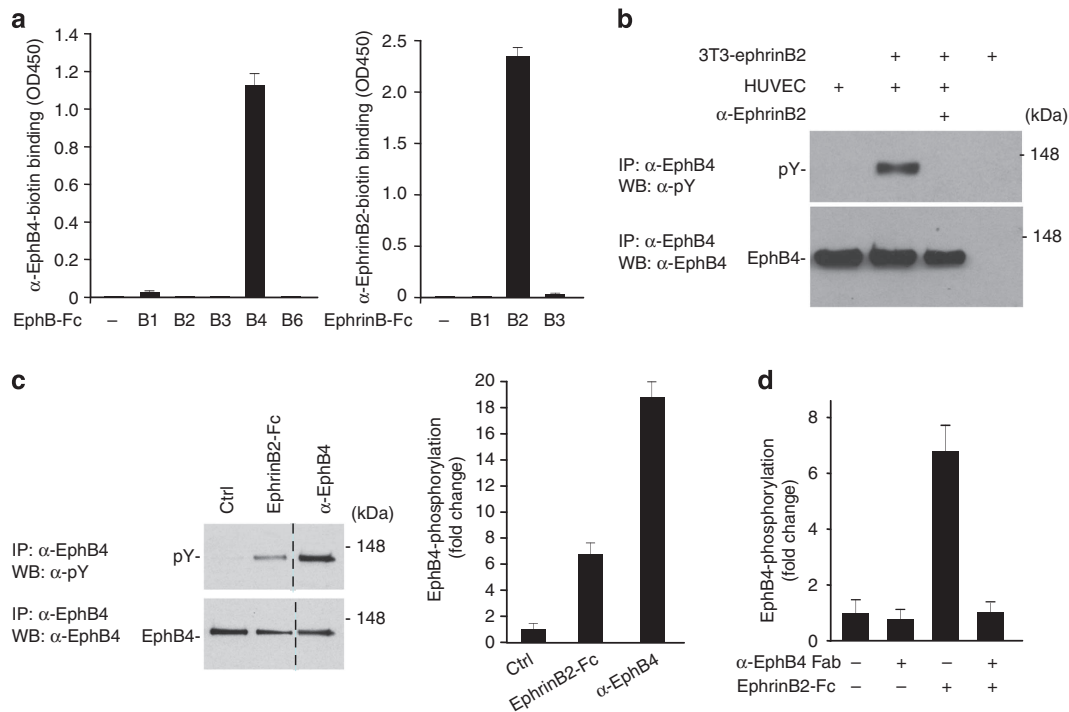 a
α-EphB4-biotin binding (OD450)
1.4
1.2
1.0
0.8
0.6
0.4
0.2
0
EphB-Fc – B1 B2 B3 B4 B6
α-EphrinB2-biotin binding (OD450)
2.5
2.0
1.5
1.0
0.5
0
EphrinB-Fc – B1 B2 B3
b
3T3-ephrinB2 + + +
HUVEC + + +
α-EphrinB2 + (kDa)
IP: α-EphB4
WB: α-pY
pY-
- 148
IP: α-EphB4
WB: α-EphB4
EphB4-
- 148
c
Ctrl
EphrinB2-Fc
α-EphB4
(kDa)
IP: α-EphB4
WB: α-pY
pY-
- 148
IP: α-EphB4
WB: α-EphB4
EphB4-
- 148
EphB4-phosphorylation
(fold change)
20
18
16
14
12
10
8
6
4
2
0
Ctrl
EphrinB2-Fc
α-EphB4
d
EphB4-phosphorylation
(fold change)
8
6
4
2
0
α-EphB4 Fab – + – +
EphrinB2-Fc – – + +